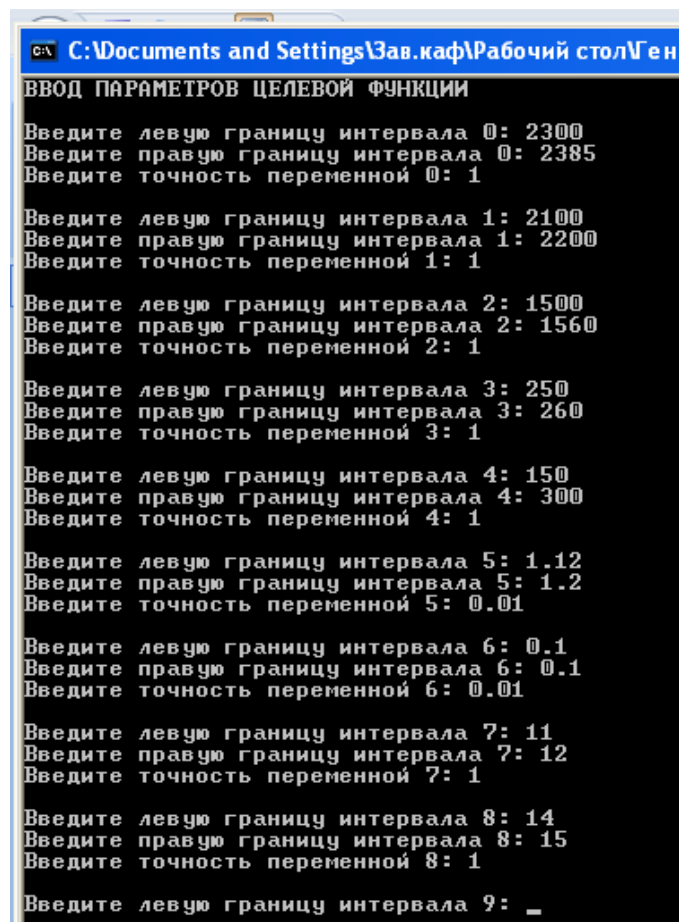 C:\Documents and Settings\Зав.каф\Рабочий стол\Ген
ВВОД ПАРАМЕТРОВ ЦЕЛЕВОЙ ФУНКЦИИ
Введите левую границу интервала 0: 2300
Введите правую границу интервала 0: 2385
Введите точность переменной 0: 1
Введите левую границу интервала 1: 2100
Введите правую границу интервала 1: 2200
Введите точность переменной 1: 1
Введите левую границу интервала 2: 1500
Введите правую границу интервала 2: 1560
Введите точность переменной 2: 1
Введите левую границу интервала 3: 250
Введите правую границу интервала 3: 260
Введите точность переменной 3: 1
Введите левую границу интервала 4: 150
Введите правую границу интервала 4: 300
Введите точность переменной 4: 1
Введите левую границу интервала 5: 1.12
Введите правую границу интервала 5: 1.2
Введите точность переменной 5: 0.01
Введите левую границу интервала 6: 0.1
Введите правую границу интервала 6: 0.1
Введите точность переменной 6: 0.01
Введите левую границу интервала 7: 11
Введите правую границу интервала 7: 12
Введите точность переменной 7: 1
Введите левую границу интервала 8: 14
Введите правую границу интервала 8: 15
Введите точность переменной 8: 1
Введите левую границу интервала 9: _